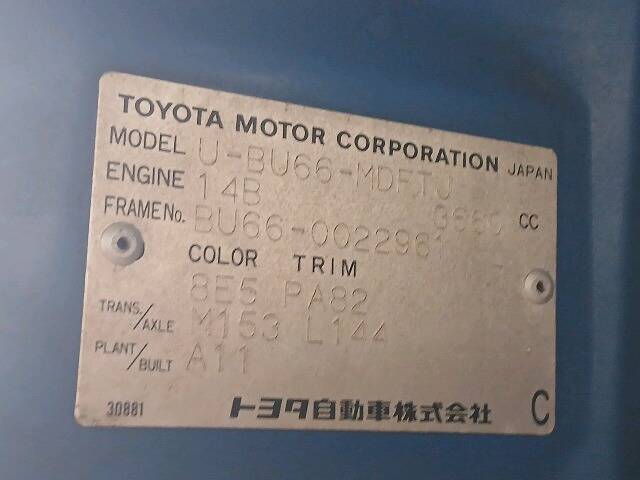 TOYOTA MOTOR CORPORATION JAPAN
MODEL U-BU66-MDFTJ
ENGINE 14B 3660 CC
FRAME No. BU66-0022981
COLOR TRIM
8E5 PA82
TRANS./AXLE M153 L144
PLANT/BUILT A11
30881 トヨタ自動車株式会社 C